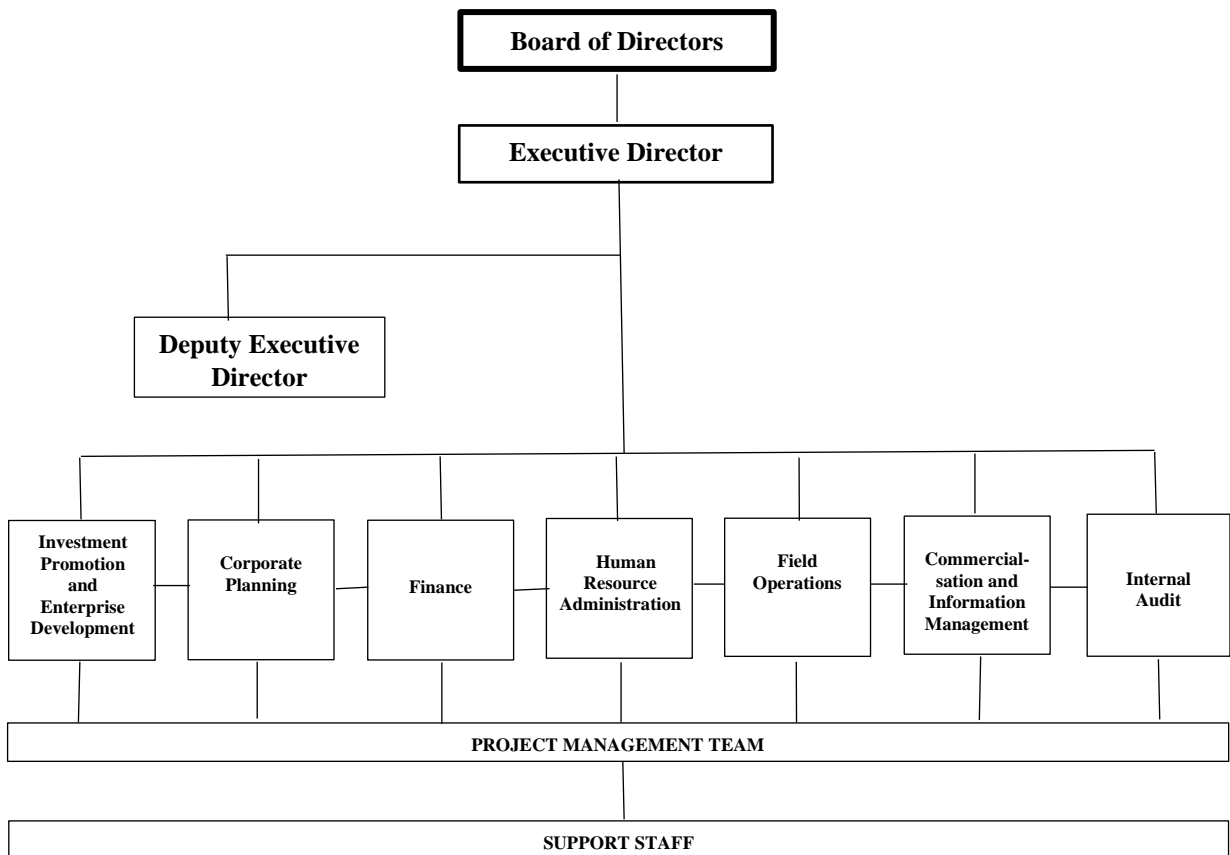 Board of Directors
Executive Director
Deputy Executive
Director
Investment
Promotion
and
Enterprise
Development
Corporate
Planning
Finance
Human
Resource
Administration
Field
Operations
Commercial-
sation and
Information
Management
Internal
Audit
PROJECT MANAGEMENT TEAM
SUPPORT STAFF